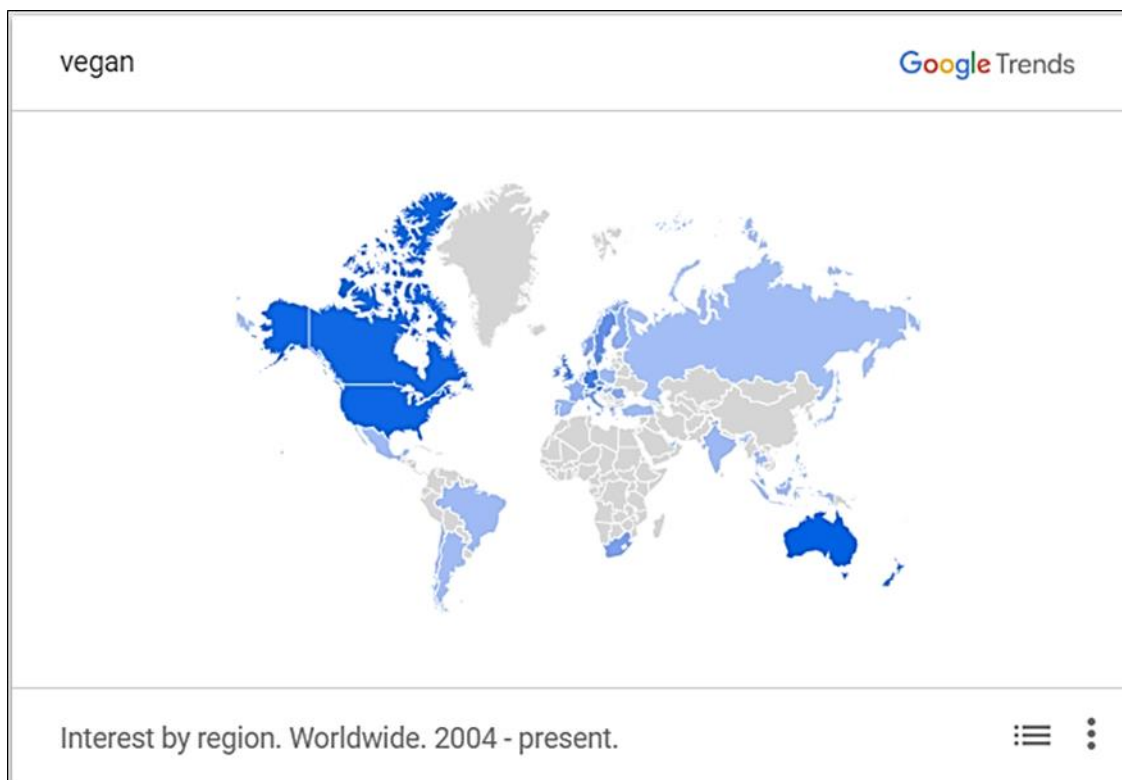 vegan
Google Trends
Interest by region. Worldwide. 2004 - present.